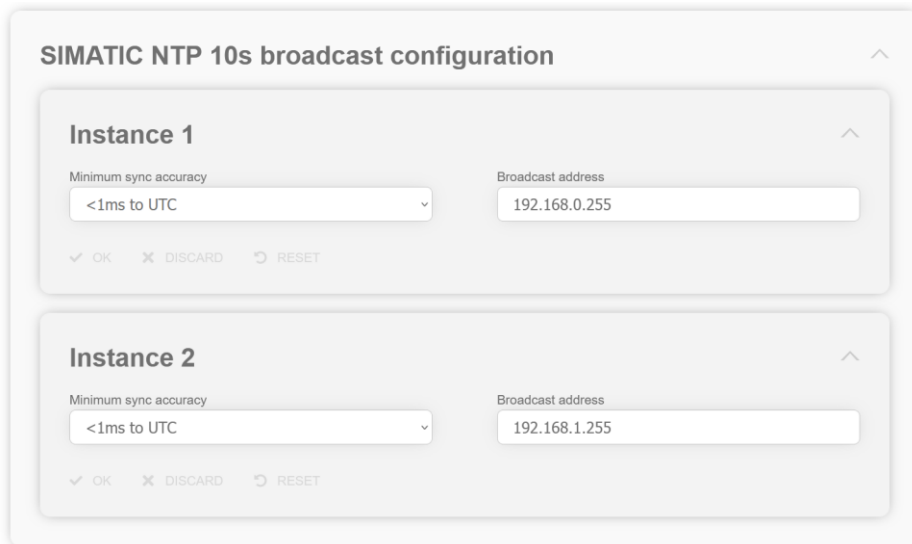 SIMATIC NTP 10s broadcast configuration
Instance 1
Minimum sync accuracy
Broadcast address
<1ms to UTC
192.168.0.255
OK DISCARD RESET
Instance 2
Minimum sync accuracy
Broadcast address
<1ms to UTC
192.168.1.255
OK DISCARD RESET